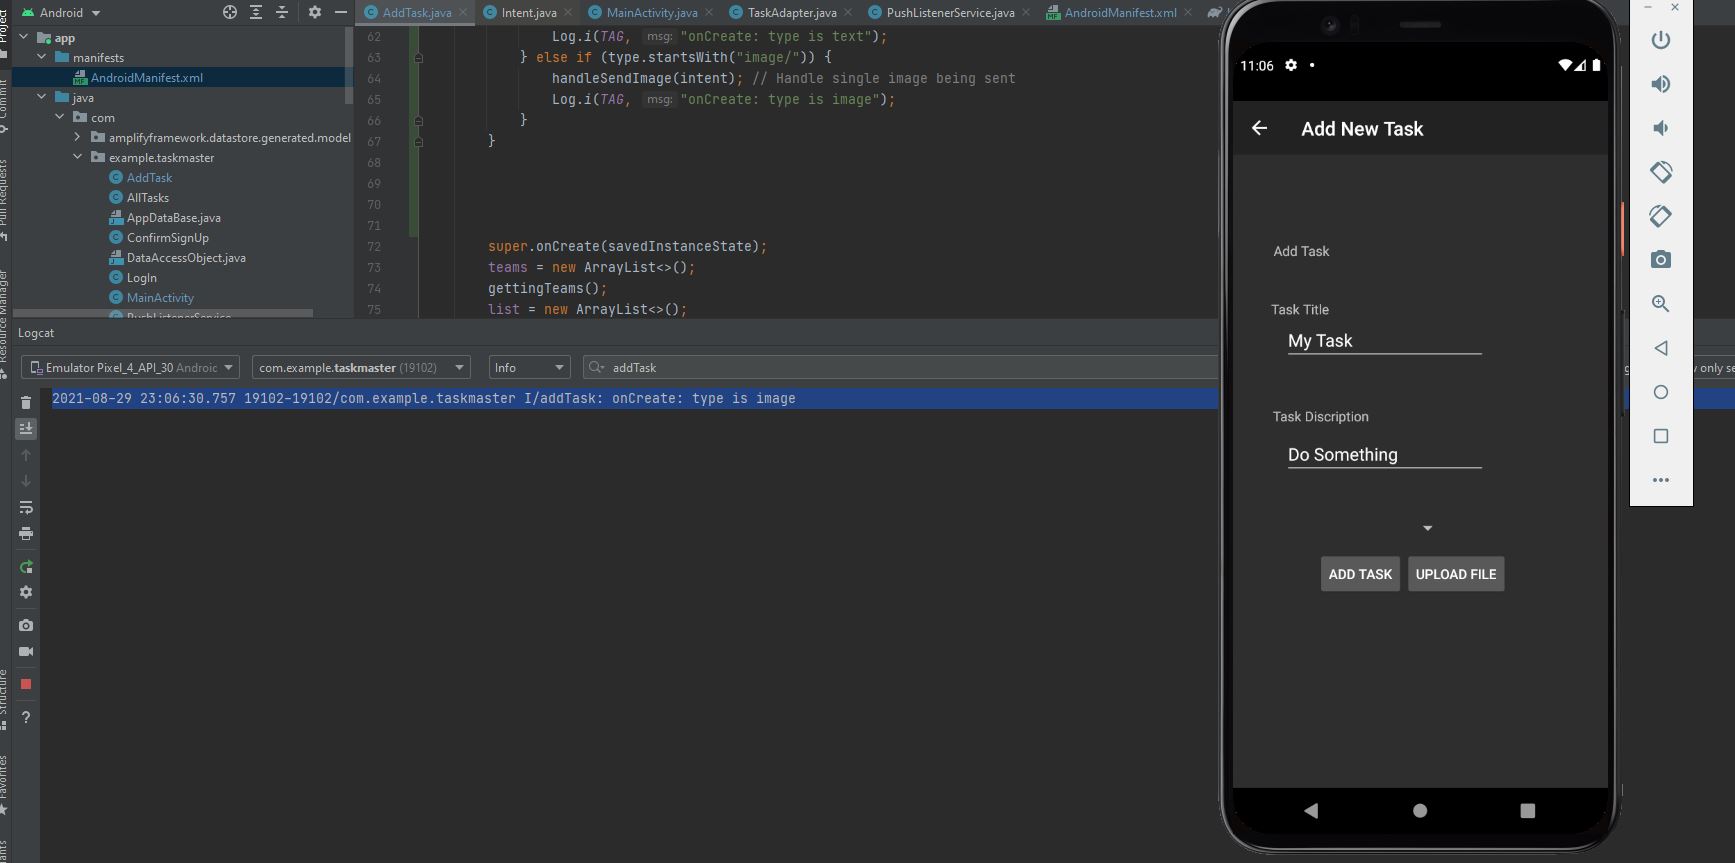 Android
AddTask.java
Intent.java
MainActivity.java
TaskAdapter.java
PushListenerService.java
AndroidManifest.xml
Project
Commit
Pull Requests
Resource Manager
Structure
Favorites
app
manifests
AndroidManifest.xml
java
com
amplifyframework.datastore.generated.model
example.taskmaster
AddTask
AllTasks
AppDataBase.java
ConfirmSignUp
DataAccessObject.java
LogIn
MainActivity
PushListenerService
62 Log.i(TAG, msg: "onCreate: type is text");
63 } else if (type.startsWith("image/")) {
64 handleSendImage(intent); // Handle single image being sent
65 Log.i(TAG, msg: "onCreate: type is image");
66 }
67 }
68
69
70
71
72 super.onCreate(savedInstanceState);
73 teams = new ArrayList<>();
74 gettingTeams();
75 list = new ArrayList<>();
Logcat
Emulator Pixel_4_API_30 Android
com.example.taskmaster (19102)
Info
addTask
only se
2021-08-29 23:06:30.757 19102-19102/com.example.taskmaster I/addTask: onCreate: type is image
11:06
Add New Task
Add Task
Task Title
My Task
Task Discription
Do Something
ADD TASK
UPLOAD FILE